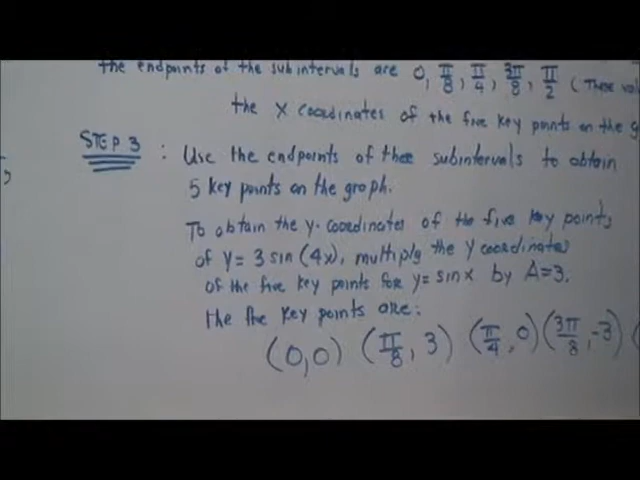 the endpoints of the subintervals are 0, π/8, π/4, 3π/8, π/2 (These
the x coordinates of the five key points on the
STEP 3 : Use the endpoints of thee subintervals to obtain
5 key points on the graph.
To obtain the y-coordinates of the five key points
of y = 3 sin (4x), multiply the y coordinates
of the five key points for y = sin x by A=3.
the five key points are:
(0,0) (π/8, 3) (π/4, 0) (3π/8, -3) (